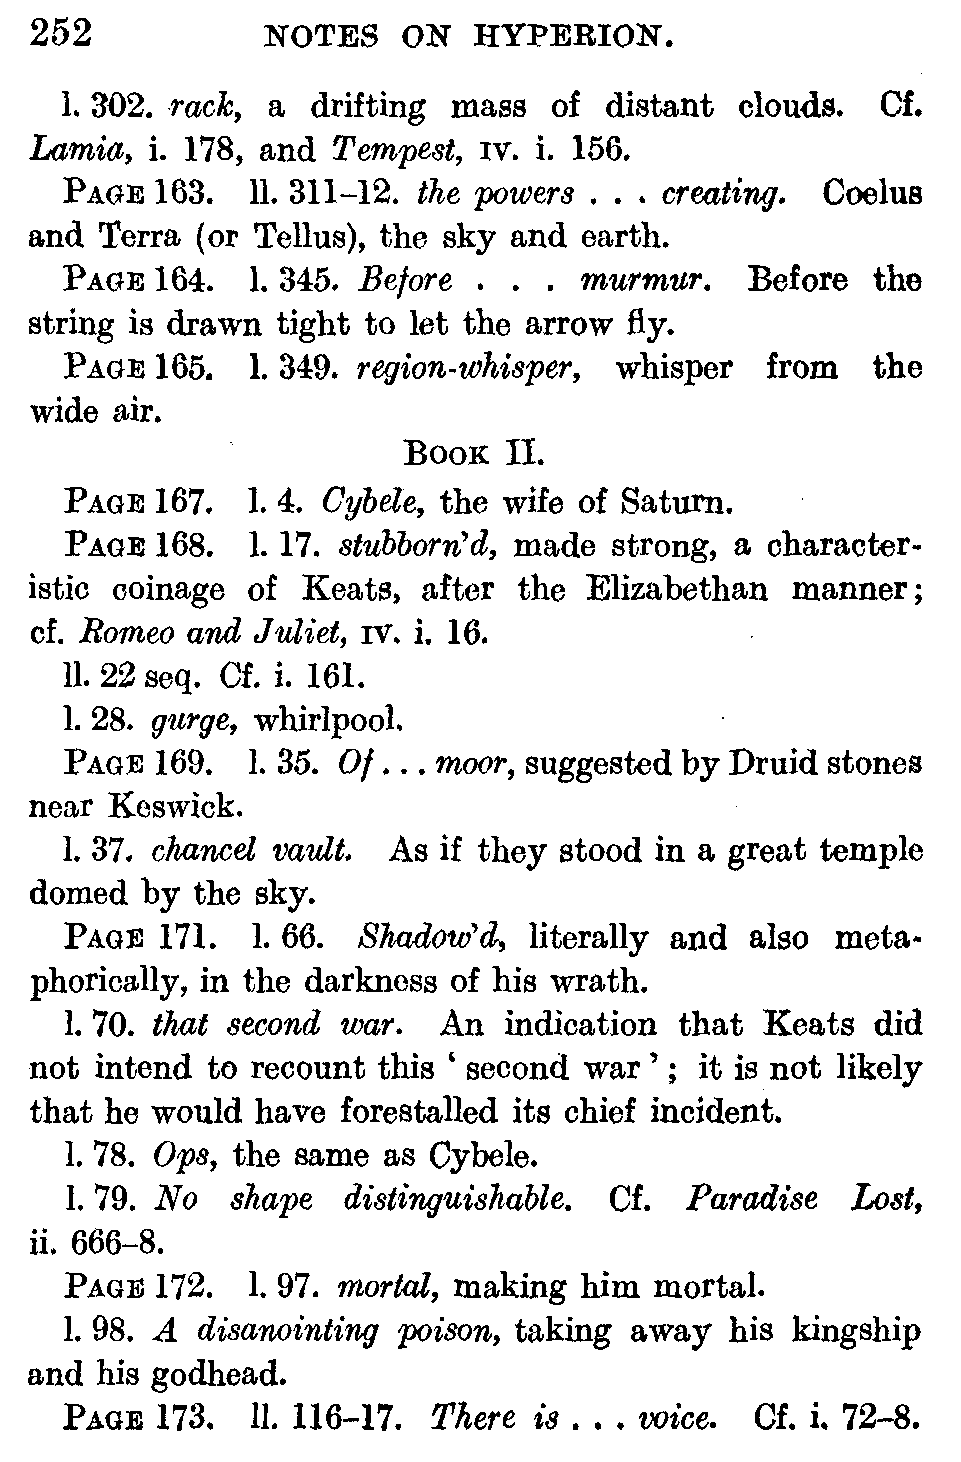 252 NOTES ON HYPERION.
l. 302. rack, a drifting mass of distant clouds. Cf.
Lamia, i. 178, and Tempest, IV. i. 156.
PAGE 163. ll. 311–12. the powers . . . creating. Coelus
and Terra (or Tellus), the sky and earth.
PAGE 164. l. 345. Before . . . murmur. Before the
string is drawn tight to let the arrow fly.
PAGE 165. l. 349. region-whisper, whisper from the
wide air.
BOOK II.
PAGE 167. l. 4. Cybele, the wife of Saturn.
PAGE 168. l. 17. stubborn'd, made strong, a character-
istic coinage of Keats, after the Elizabethan manner;
cf. Romeo and Juliet, IV. i. 16.
ll. 22 seq. Cf. i. 161.
l. 28. gurge, whirlpool.
PAGE 169. l. 35. Of . . . moor, suggested by Druid stones
near Keswick.
l. 37. chancel vault. As if they stood in a great temple
domed by the sky.
PAGE 171. l. 66. Shadow'd, literally and also meta-
phorically, in the darkness of his wrath.
l. 70. that second war. An indication that Keats did
not intend to recount this ‘ second war ’ ; it is not likely
that he would have forestalled its chief incident.
l. 78. Ops, the same as Cybele.
l. 79. No shape distinguishable. Cf. Paradise Lost,
ii. 666–8.
PAGE 172. l. 97. mortal, making him mortal.
l. 98. A disanointing poison, taking away his kingship
and his godhead.
PAGE 173. ll. 116–17. There is . . . voice. Cf. i. 72–8.